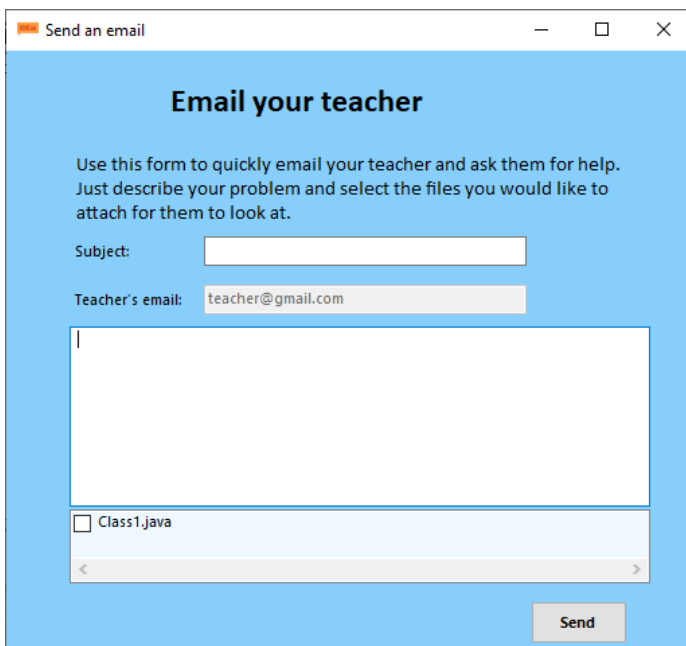 Send an email
Email your teacher
Use this form to quickly email your teacher and ask them for help.
Just describe your problem and select the files you would like to
attach for them to look at.
Subject:
Teacher's email: teacher@gmail.com
Class1.java
Send